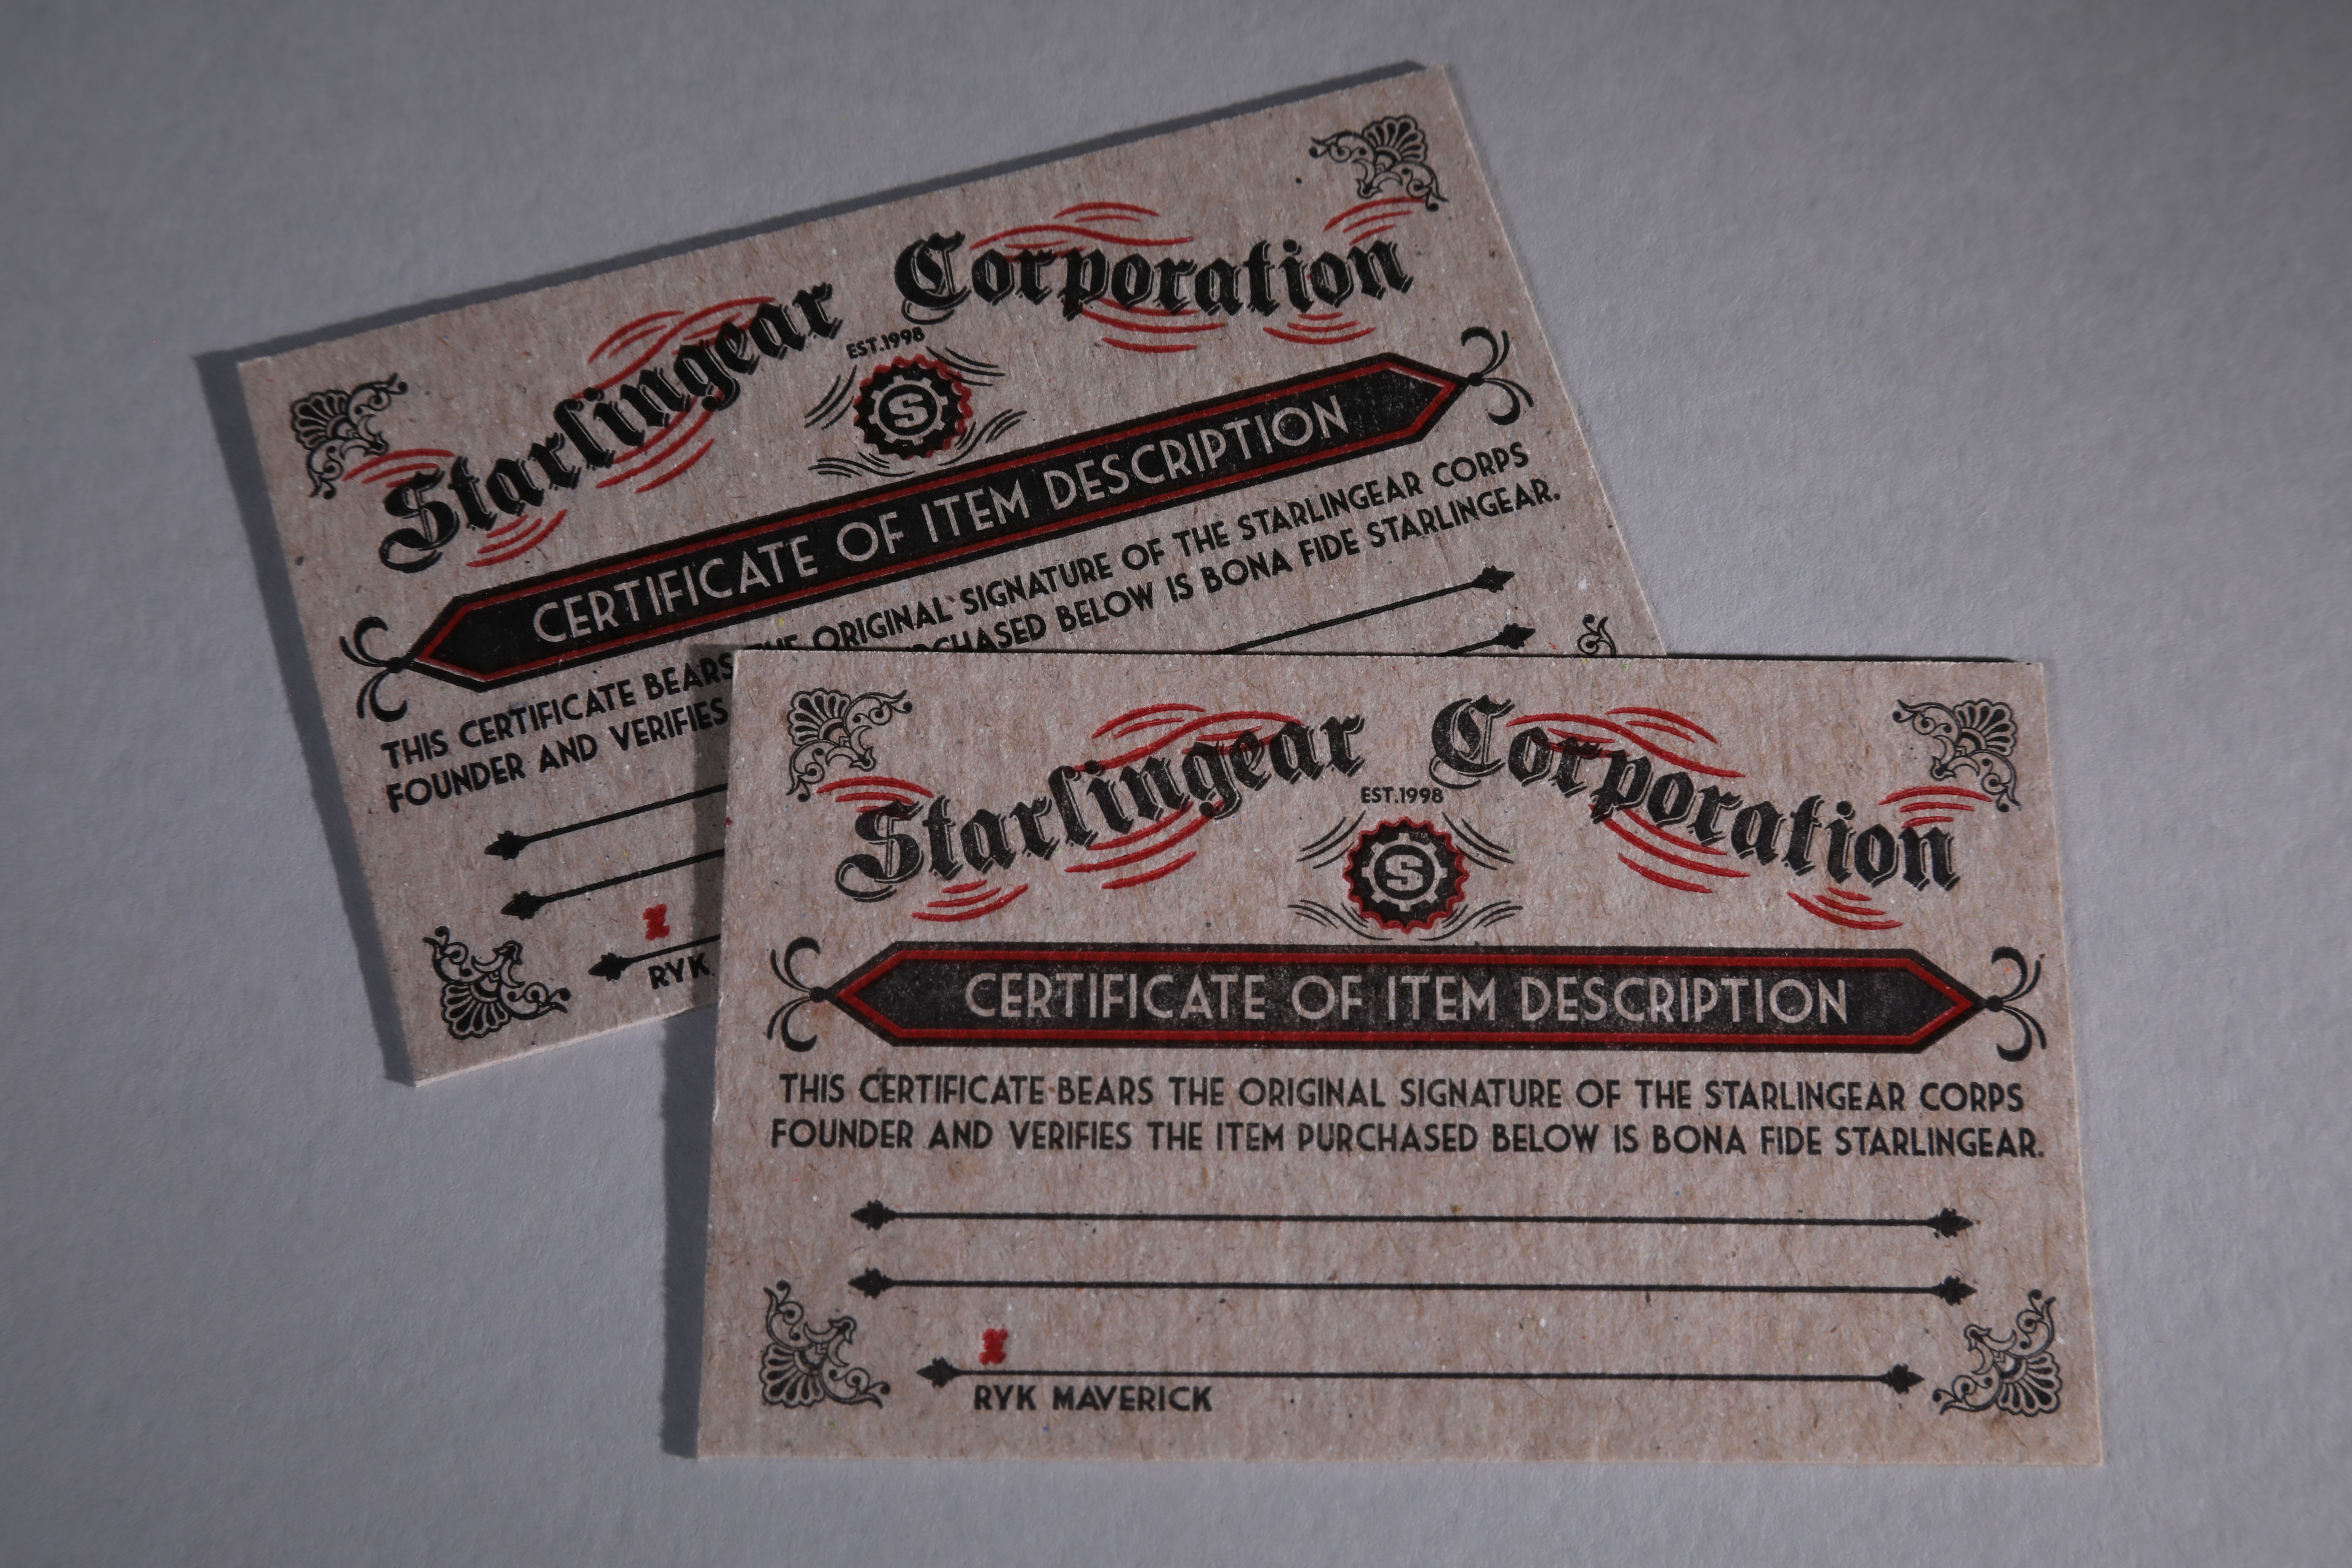 Starlingear Corporation
EST.1998
S
CERTIFICATE OF ITEM DESCRIPTION
THIS CERTIFICATE BEARS THE ORIGINAL SIGNATURE OF THE STARLINGEAR CORPS
FOUNDER AND VERIFIES PURCHASED BELOW IS BONA FIDE STARLINGEAR.
X
RYK
Starlingear Corporation
EST.1998
S
CERTIFICATE OF ITEM DESCRIPTION
THIS CERTIFICATE BEARS THE ORIGINAL SIGNATURE OF THE STARLINGEAR CORPS
FOUNDER AND VERIFIES THE ITEM PURCHASED BELOW IS BONA FIDE STARLINGEAR.
X
RYK MAVERICK